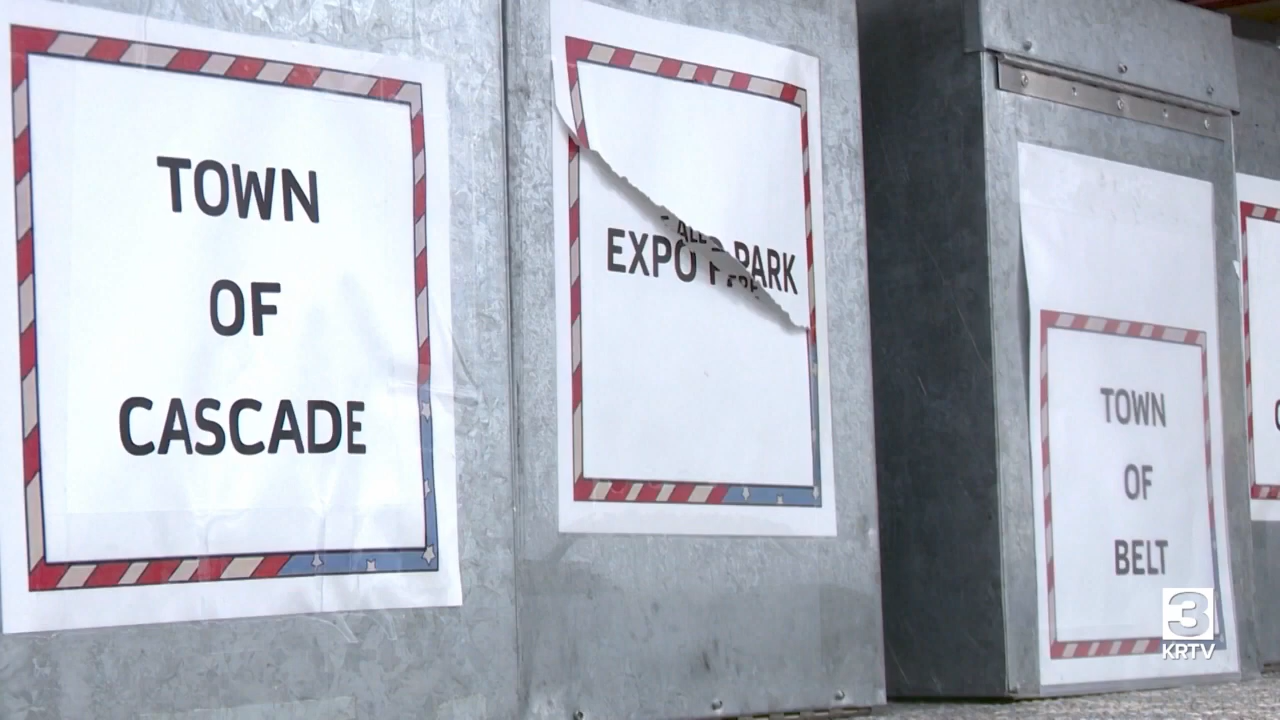 TOWN
OF
CASCADE
EXPO PARK
TOWN
OF
BELT
3
KRTV